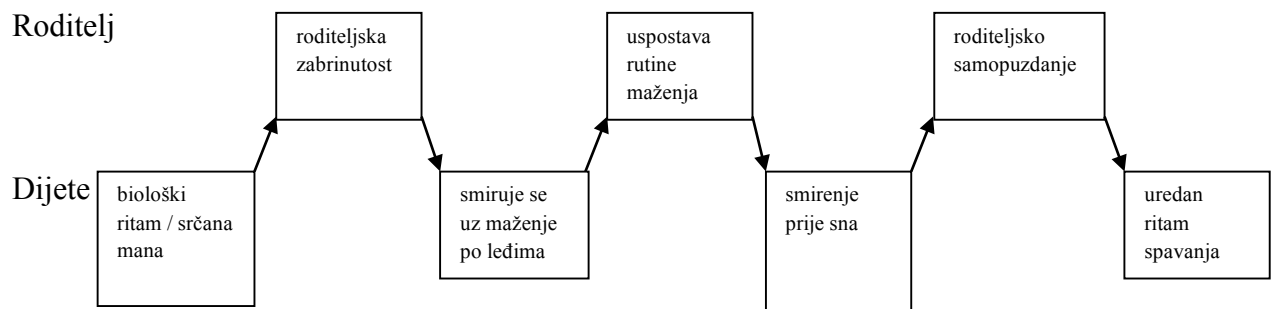 Roditelj
roditeljska
zabrinutost
uspostava
rutine
maženja
roditeljsko
samopuzdanje
Dijete
biološki
ritam / srčana
mana
smiruje se
uz maženje
po leđima
smirenje
prije sna
uredan
ritam
spavanja